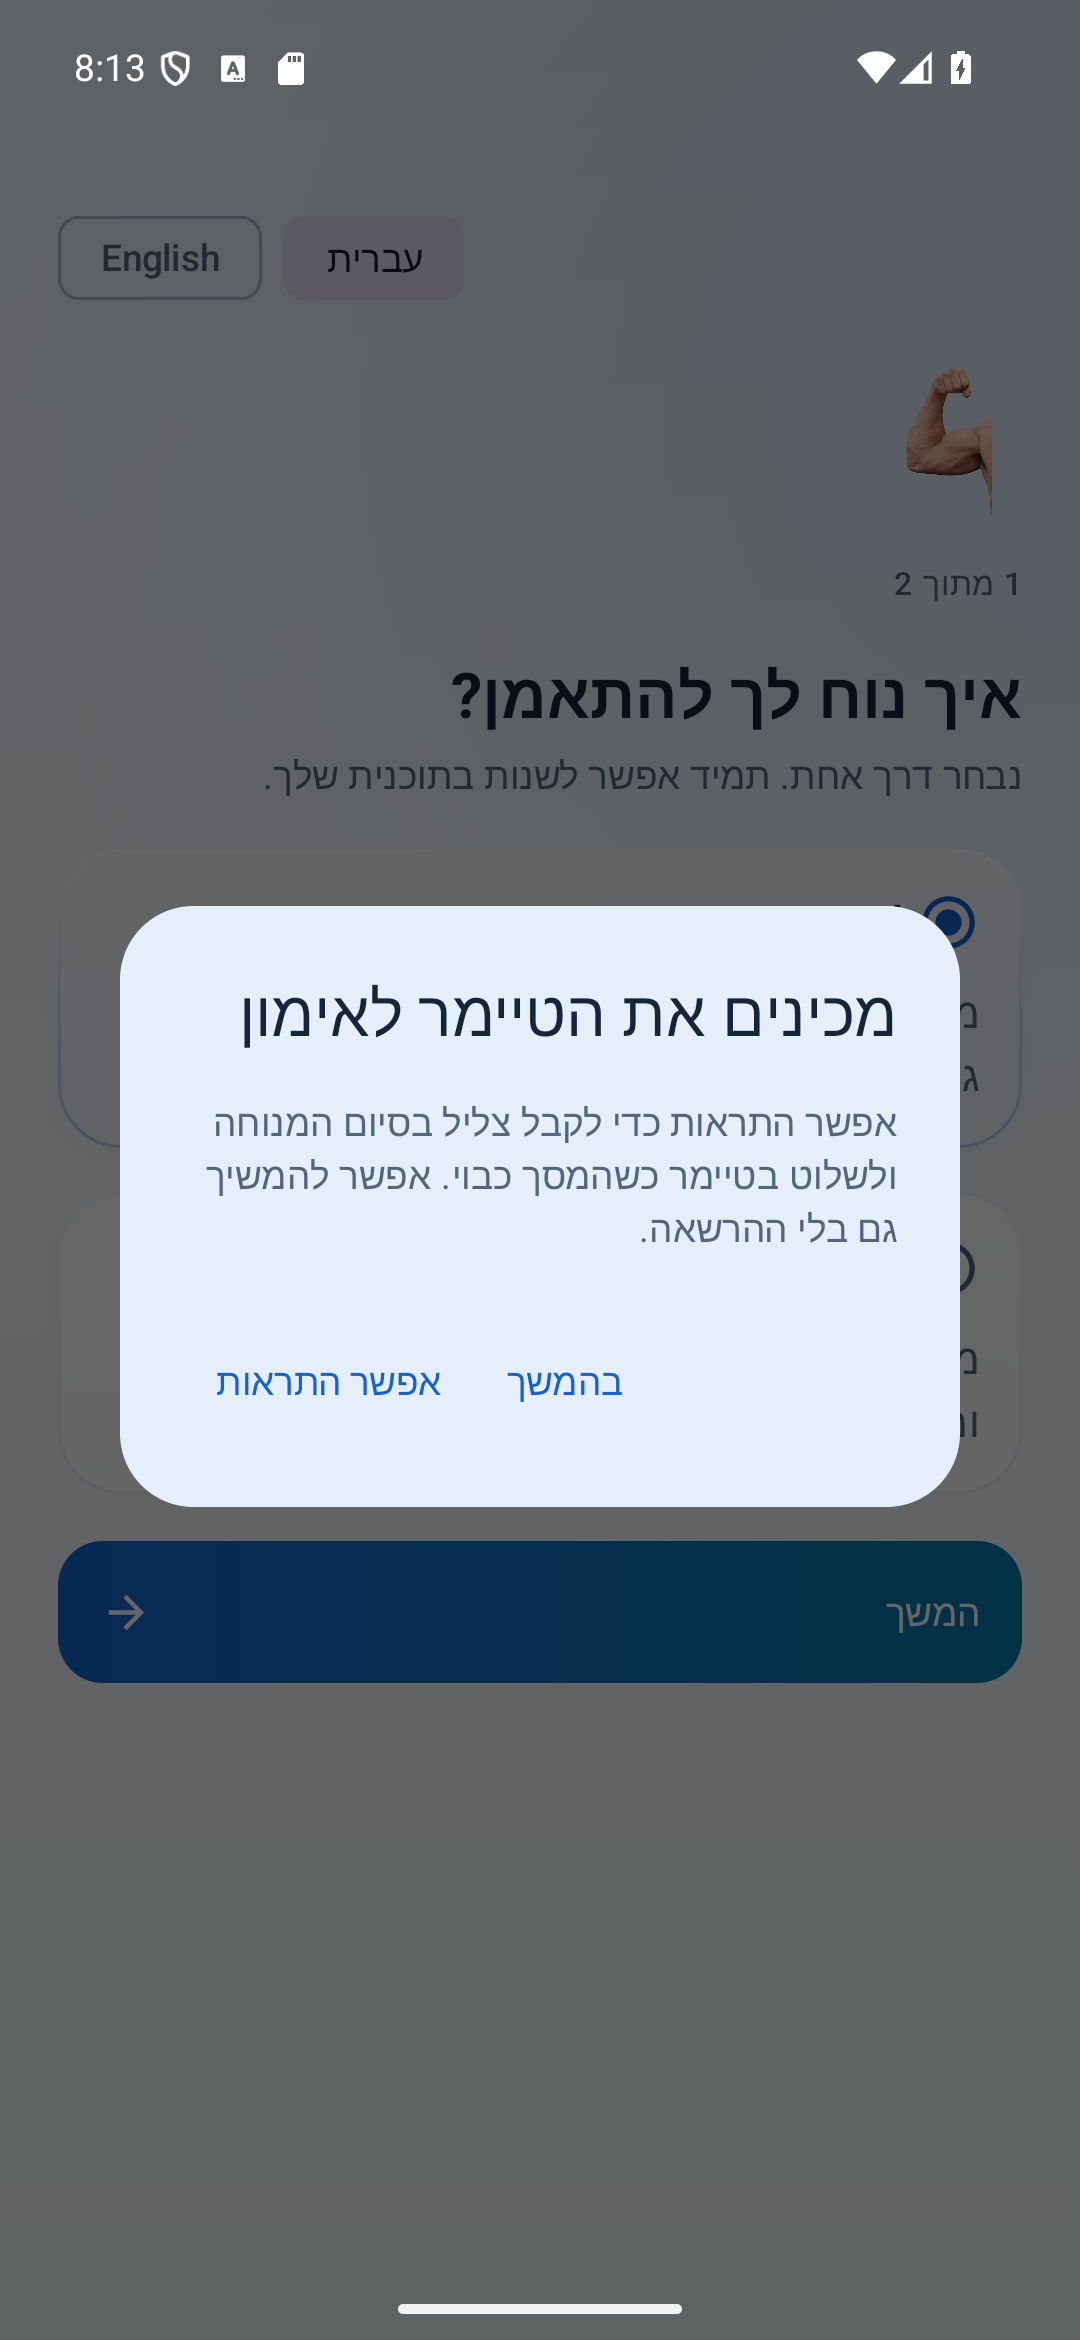 8:13
English
עברית
1 מתוך 2
איך נוח לך להתאמן?
נבחר דרך אחת. תמיד אפשר לשנות בתוכנית שלך.
מכינים את הטיימר לאימון
אפשר התראות כדי לקבל צליל בסיום המנוחה
ולשלוט בטיימר כשהמסך כבוי. אפשר להמשיך
גם בלי ההרשאה.
בהמשך
אפשר התראות
המשך